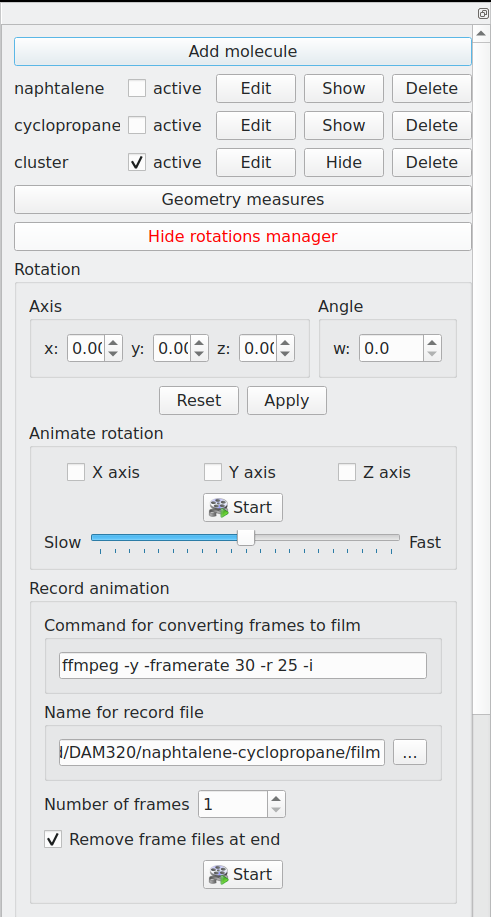 Add molecule
naphtalene active Edit Show Delete
cyclopropane active Edit Show Delete
cluster active Edit Hide Delete
Geometry measures
Hide rotations manager
Rotation
Axis Angle
x: 0.00 y: 0.00 z: 0.00 w: 0.0
Reset Apply
Animate rotation
X axis Y axis Z axis
Start
Slow Fast
Record animation
Command for converting frames to film
ffmpeg -y -framerate 30 -r 25 -i
Name for record file
d/DAM320/naphtalene-cyclopropane/film ...
Number of frames 1
Remove frame files at end
Start